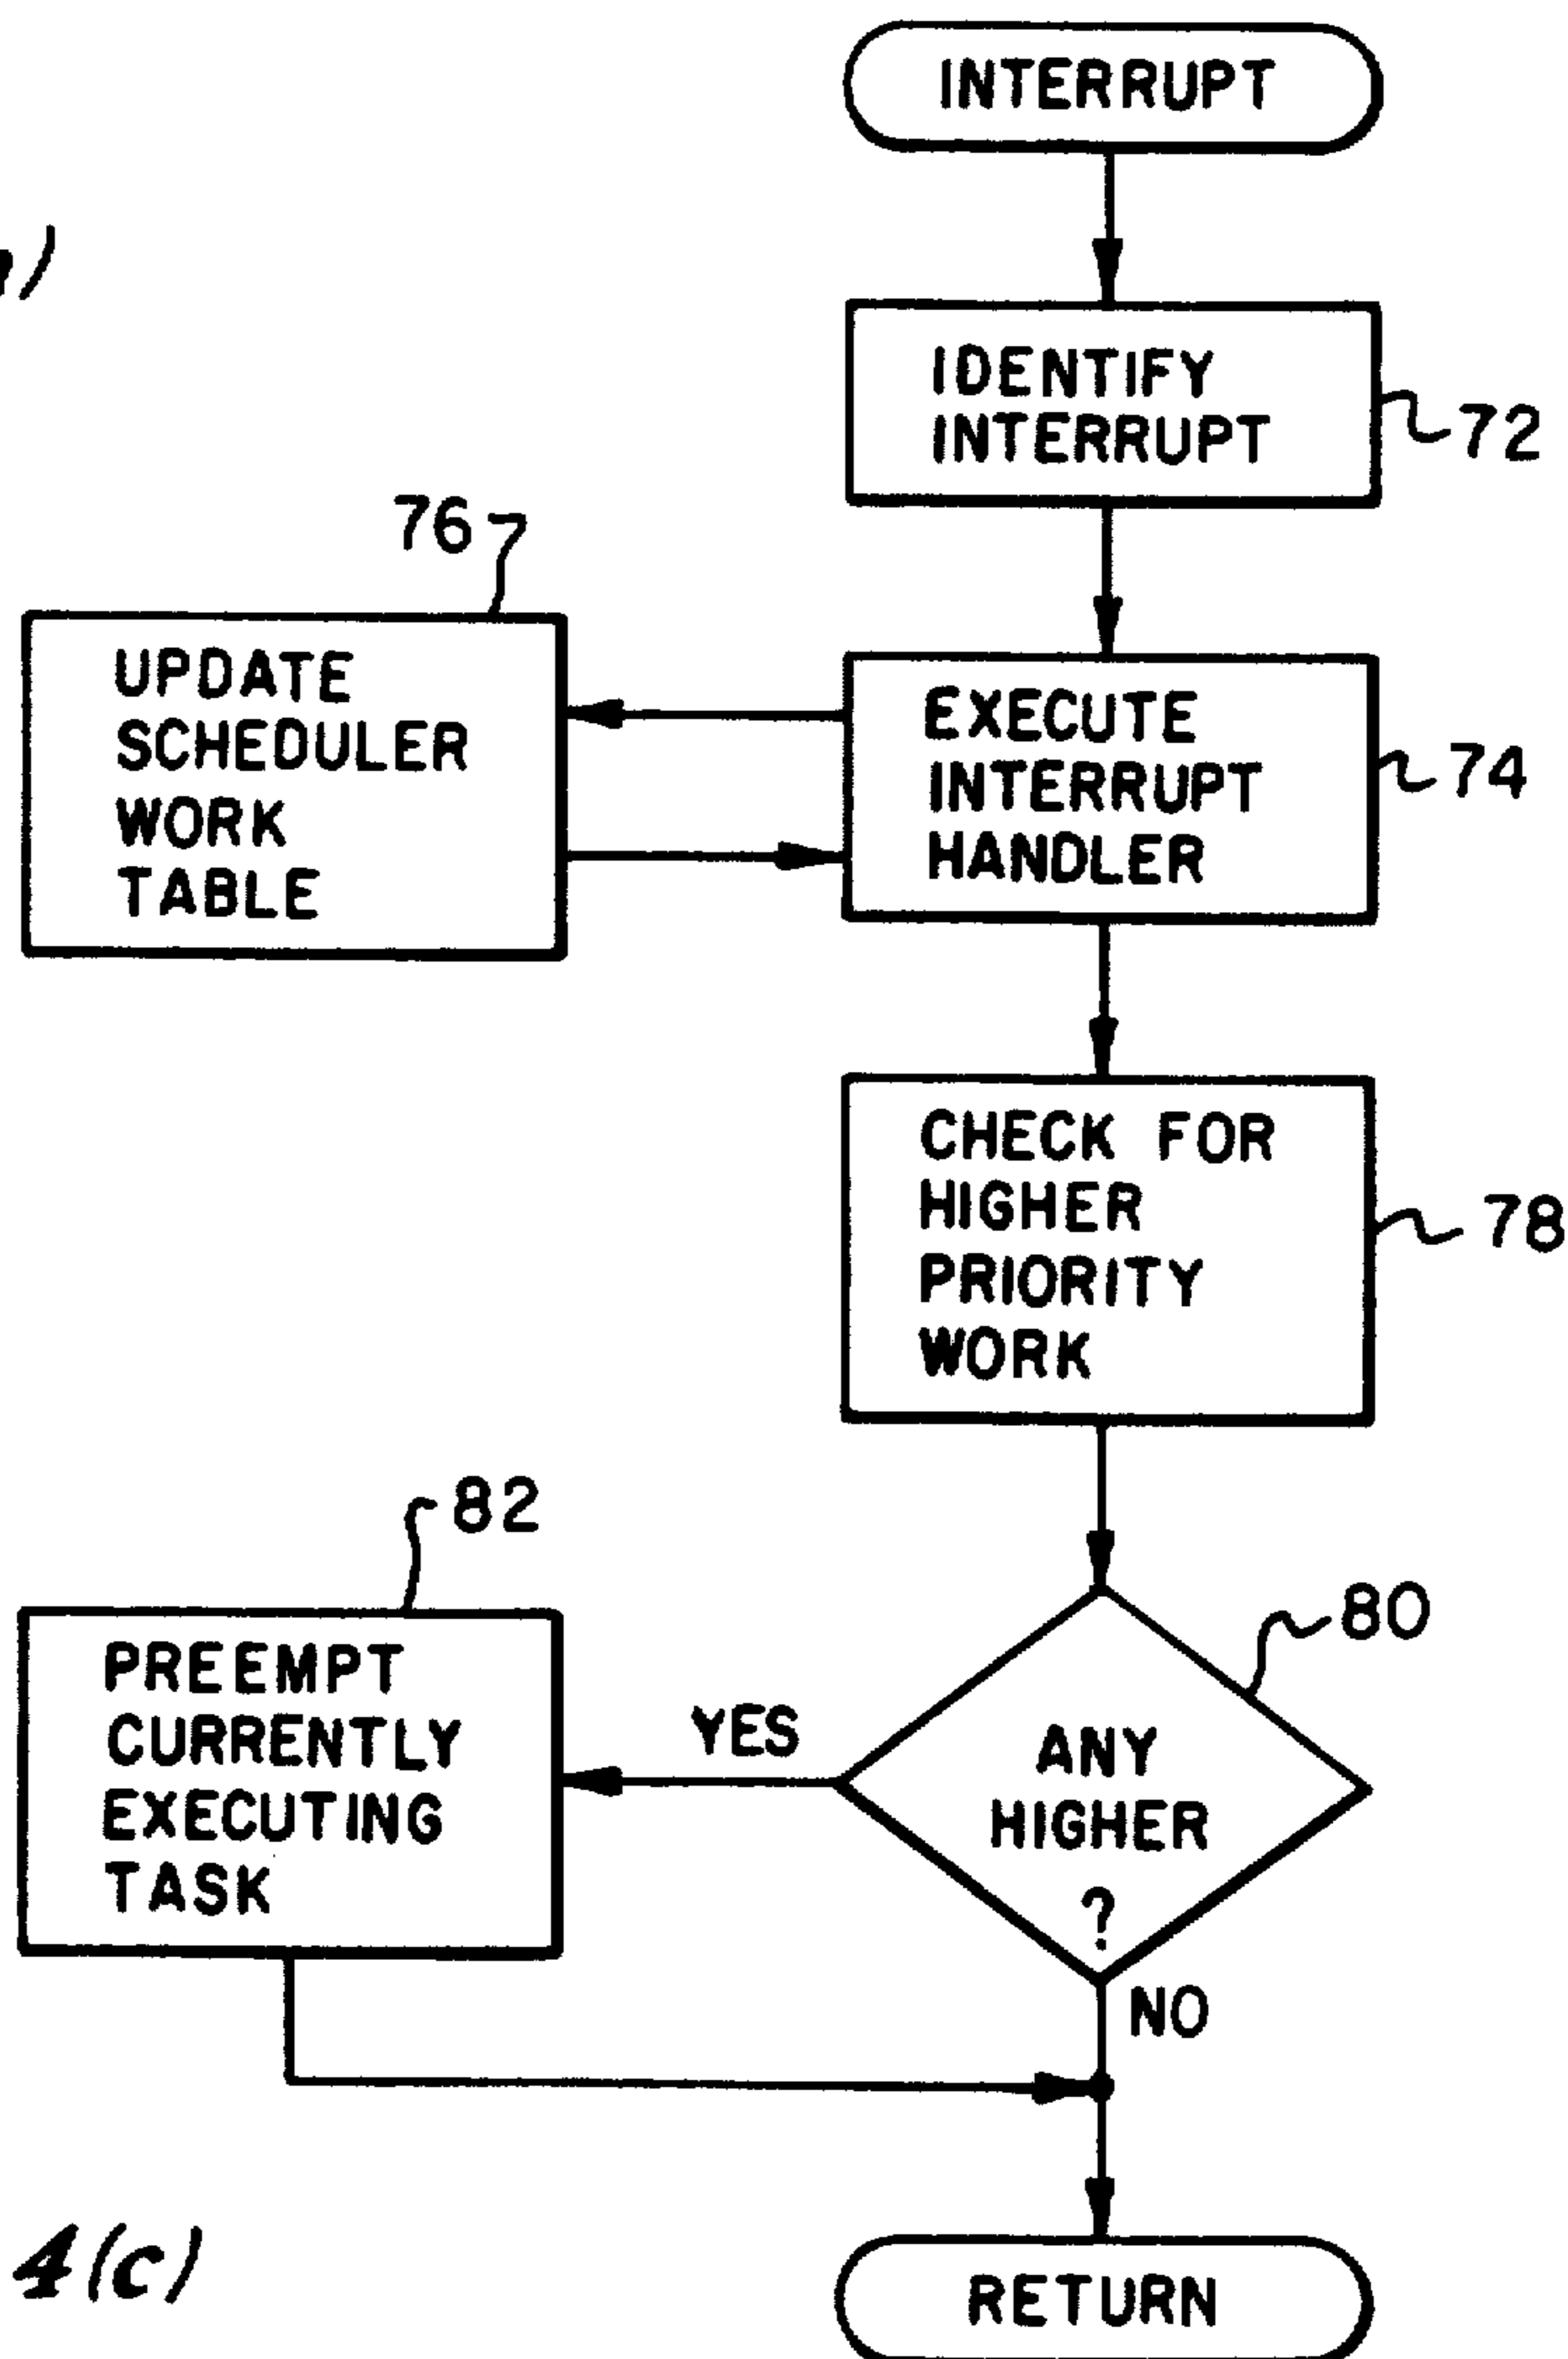 INTERRUPT
IDENTIFY
INTERRUPT
72
76
UPDATE
SCHEDULER
WORK
TABLE
EXECUTE
INTERRUPT
HANDLER
74
CHECK FOR
HIGHER
PRIORITY
WORK
78
82
PREEMPT
CURRENTLY
EXECUTING
TASK
YES
80
ANY
HIGHER
?
NO
4(c)
RETURN